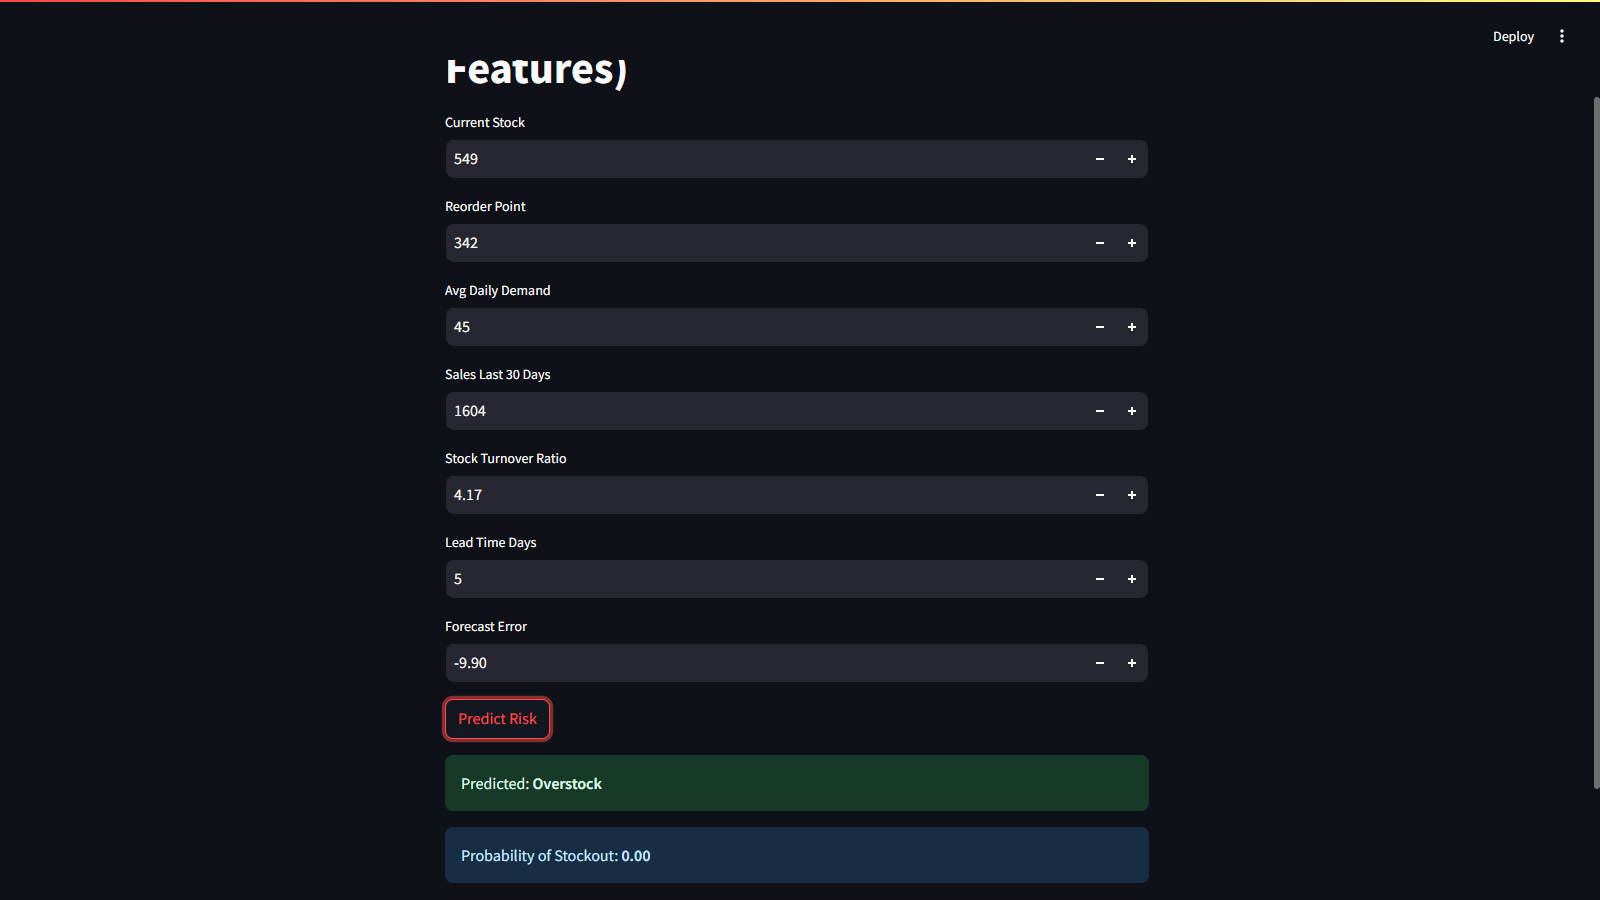 Deploy
Features)
Current Stock
549
Reorder Point
342
Avg Daily Demand
45
Sales Last 30 Days
1604
Stock Turnover Ratio
4.17
Lead Time Days
5
Forecast Error
-9.90
Predict Risk
Predicted: Overstock
Probability of Stockout: 0.00